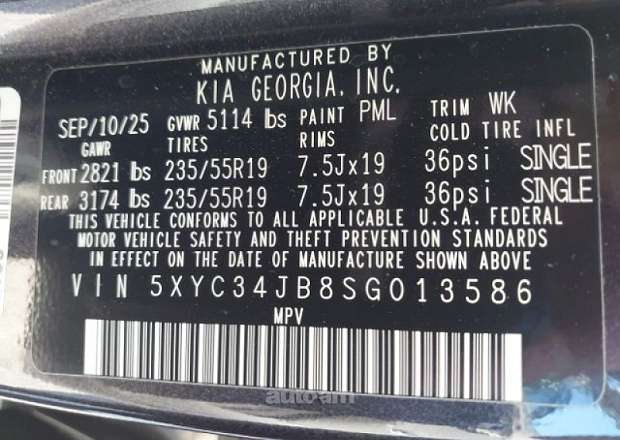 MANUFACTURED BY
KIA GEORGIA, INC.
SEP/10/25 GVWR 5114 lbs PAINT PML TRIM WK
GAWR TIRES RIMS COLD TIRE INFL
FRONT 2821 lbs 235/55R19 7.5Jx19 36psi SINGLE
REAR 3174 lbs 235/55R19 7.5Jx19 36psi SINGLE
THIS VEHICLE CONFORMS TO ALL APPLICABLE U.S.A. FEDERAL
MOTOR VEHICLE SAFETY AND THEFT PREVENTION STANDARDS
IN EFFECT ON THE DATE OF MANUFACTURE SHOWN ABOVE
VIN 5XYC34JB8SG013586
MPV
auto.am